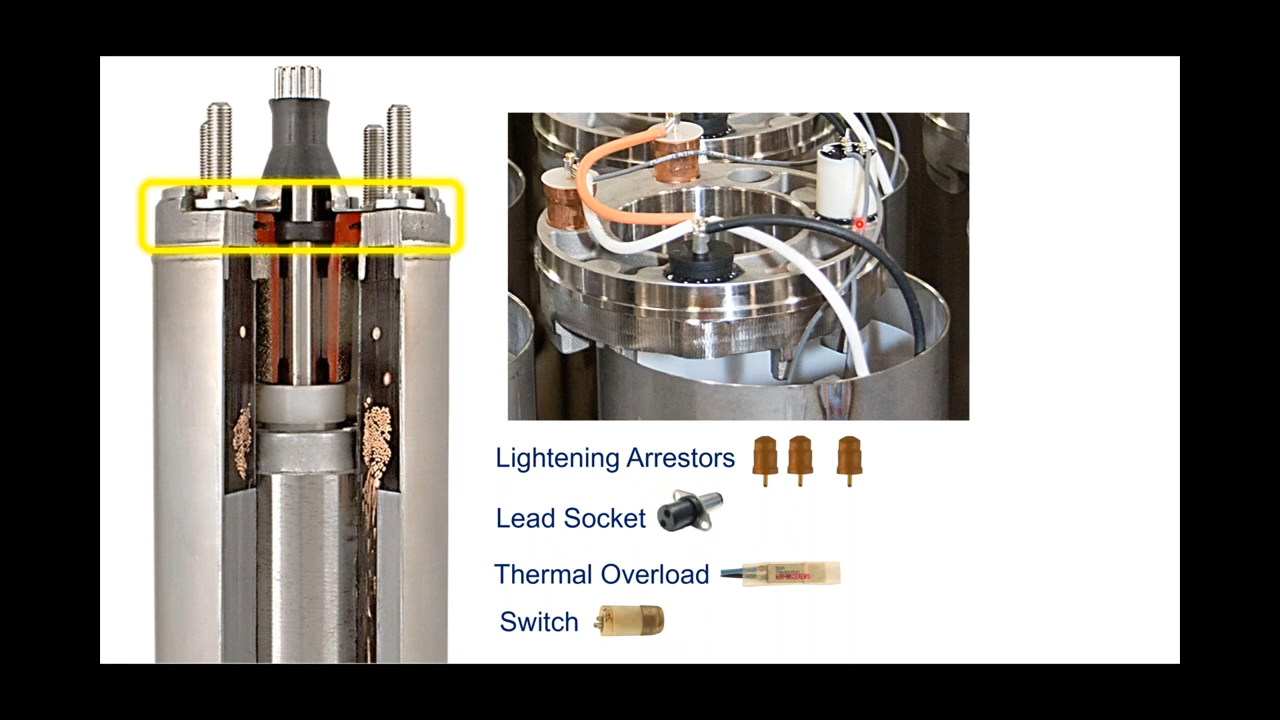 Lightening Arrestors
Lead Socket
Thermal Overload
Switch